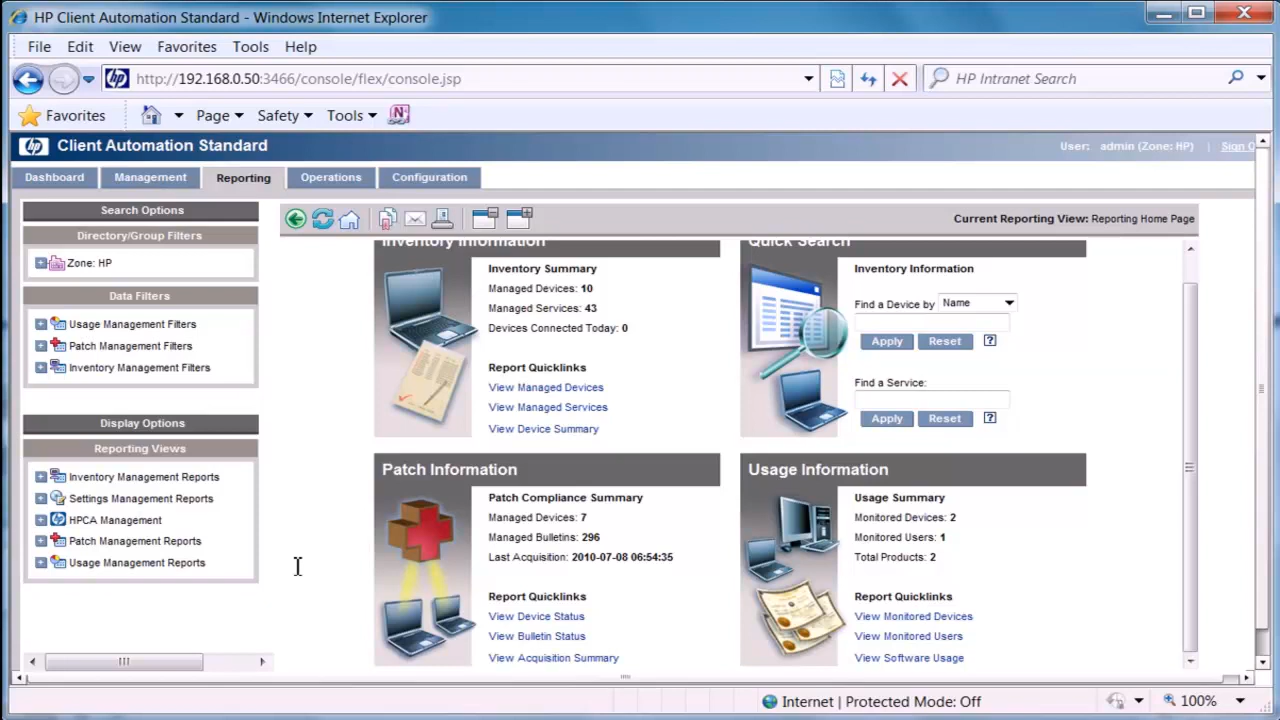 HP Client Automation Standard - Windows Internet Explorer
File Edit View Favorites Tools Help
http://192.168.0.50:3466/console/flex/console.jsp
HP Intranet Search
Favorites Page Safety Tools
Client Automation Standard
User: admin (Zone: HP) | Sign O
Dashboard Management Reporting Operations Configuration
Current Reporting View: Reporting Home Page
Search Options
Directory/Group Filters
Zone: HP
Data Filters
Usage Management Filters
Patch Management Filters
Inventory Management Filters
Display Options
Reporting Views
Inventory Management Reports
Settings Management Reports
HPCA Management
Patch Management Reports
Usage Management Reports
Inventory Information
Inventory Summary
Managed Devices: 10
Managed Services: 43
Devices Connected Today: 0
Report Quicklinks
View Managed Devices
View Managed Services
View Device Summary
Quick Search
Inventory Information
Find a Device by Name
Apply Reset ?
Find a Service:
Apply Reset ?
Patch Information
Patch Compliance Summary
Managed Devices: 7
Managed Bulletins: 296
Last Acquisition: 2010-07-08 06:54:35
Report Quicklinks
View Device Status
View Bulletin Status
View Acquisition Summary
Usage Information
Usage Summary
Monitored Devices: 2
Monitored Users: 1
Total Products: 2
Report Quicklinks
View Monitored Devices
View Monitored Users
View Software Usage
Internet | Protected Mode: Off
100%